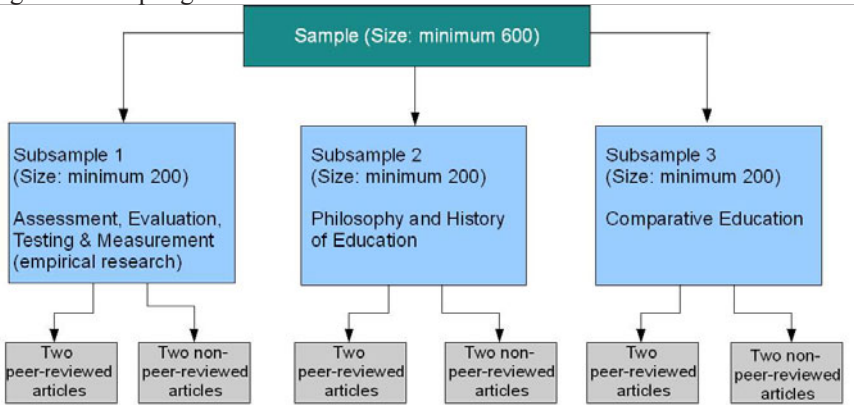 Sample (Size: minimum 600)
Subsample 1
(Size: minimum 200)
Assessment, Evaluation,
Testing & Measurement
(empirical research)
Subsample 2
(Size: minimum 200)
Philosophy and History
of Education
Subsample 3
(Size: minimum 200)
Comparative Education
Two
peer-reviewed
articles
Two non-
peer-reviewed
articles
Two
peer-reviewed
articles
Two non-
peer-reviewed
articles
Two
peer-reviewed
articles
Two non-
peer-reviewed
articles